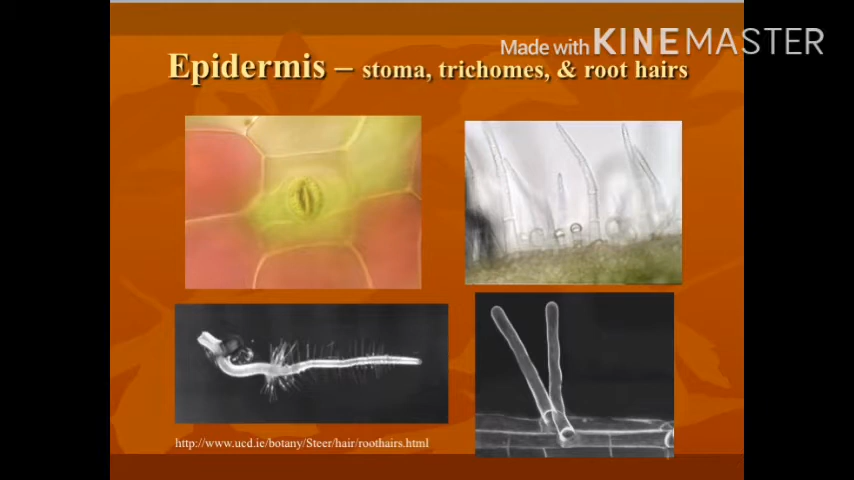 Made with KINEMASTER
Epidermis – stoma, trichomes, & root hairs
http://www.ucd.ie/botany/Steer/hair/roothairs.html